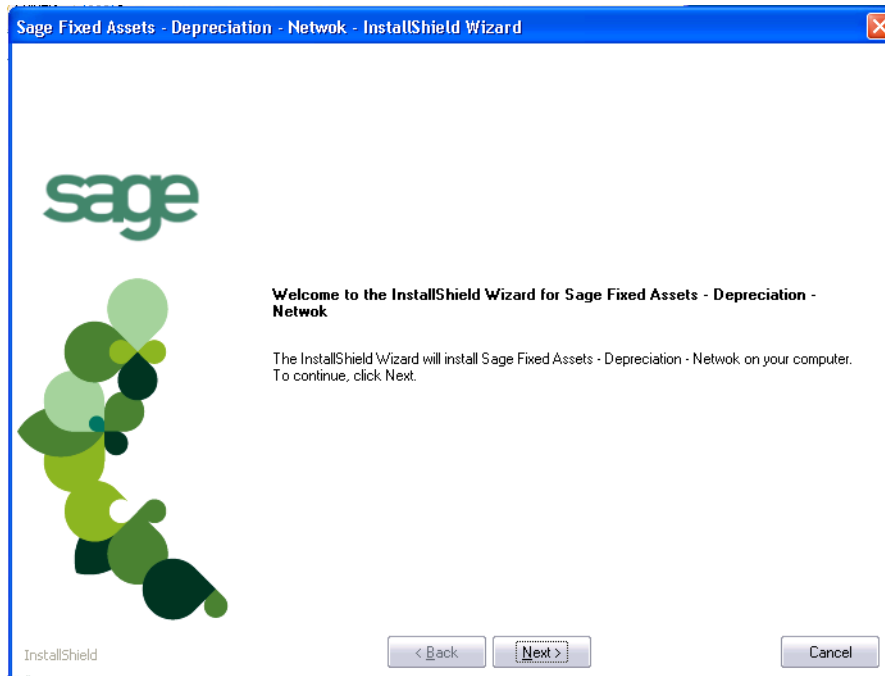 Sage Fixed Assets - Depreciation - Netwok - InstallShield Wizard
sage
Welcome to the InstallShield Wizard for Sage Fixed Assets - Depreciation -
Netwok
The InstallShield Wizard will install Sage Fixed Assets - Depreciation - Netwok on your computer.
To continue, click Next.
InstallShield
< Back
Next >
Cancel